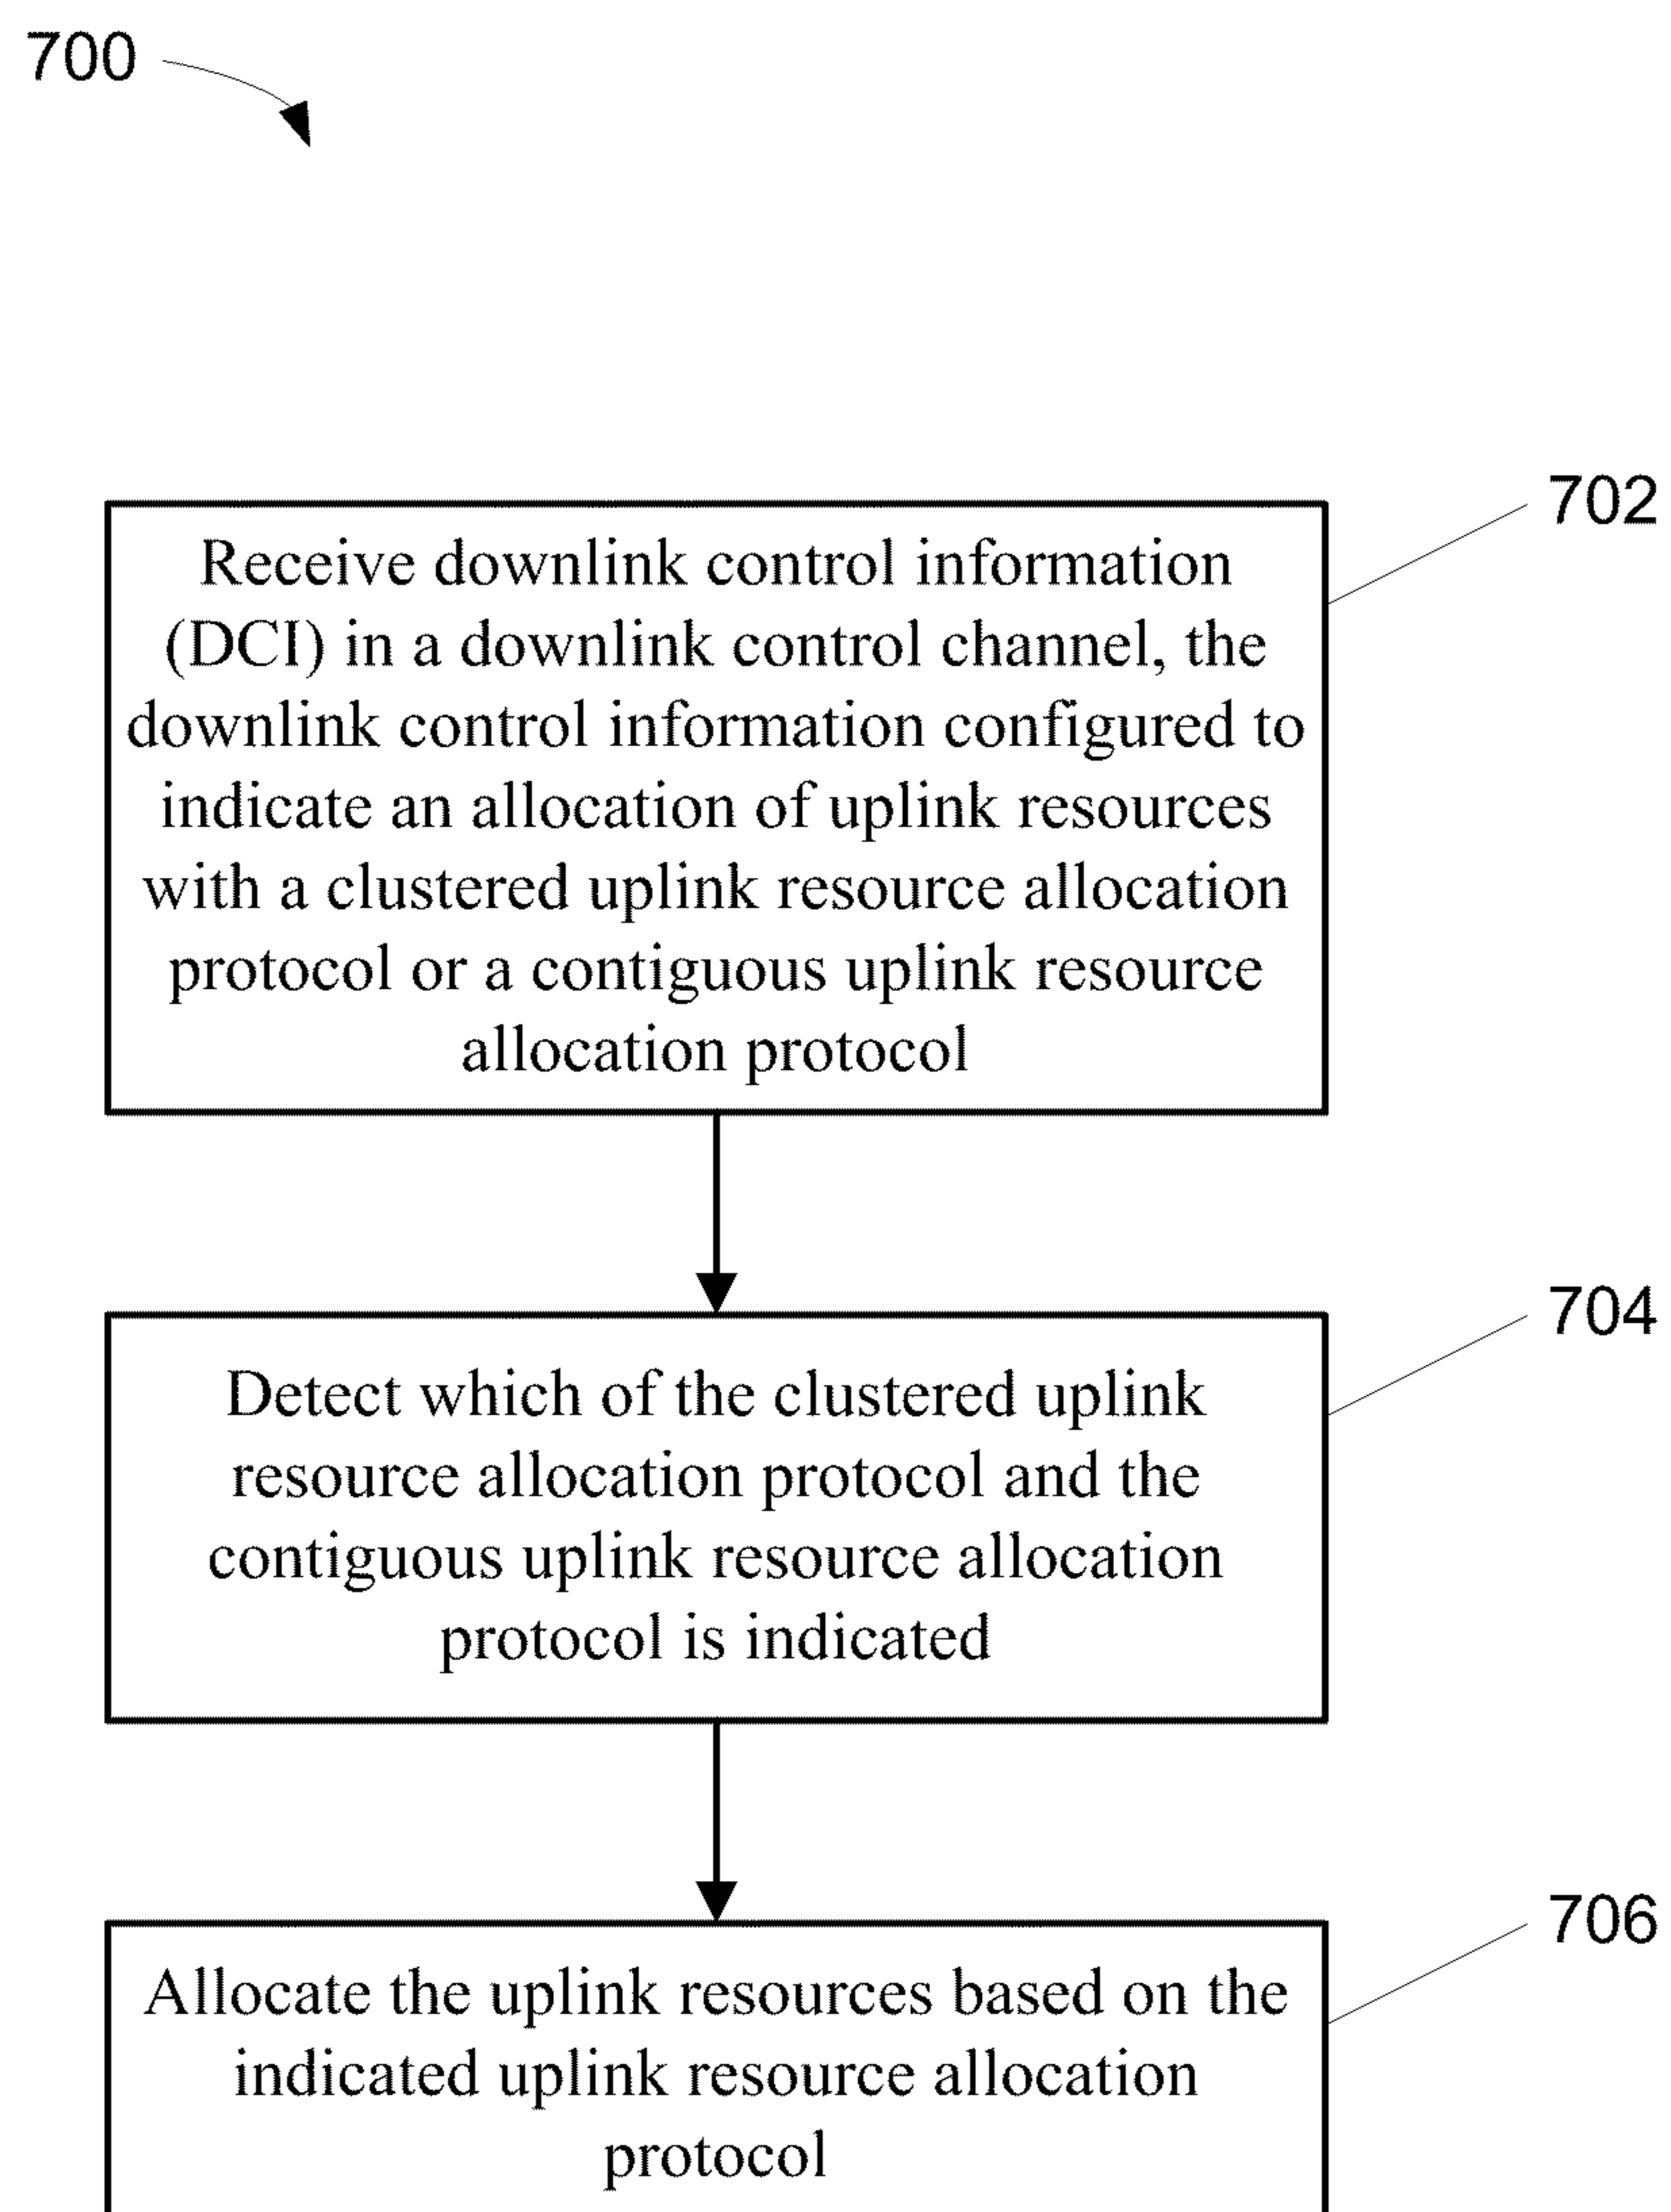 700
702
Receive downlink control information
(DCI) in a downlink control channel, the
downlink control information configured to
indicate an allocation of uplink resources
with a clustered uplink resource allocation
protocol or a contiguous uplink resource
allocation protocol
704
Detect which of the clustered uplink
resource allocation protocol and the
contiguous uplink resource allocation
protocol is indicated
706
Allocate the uplink resources based on the
indicated uplink resource allocation
protocol